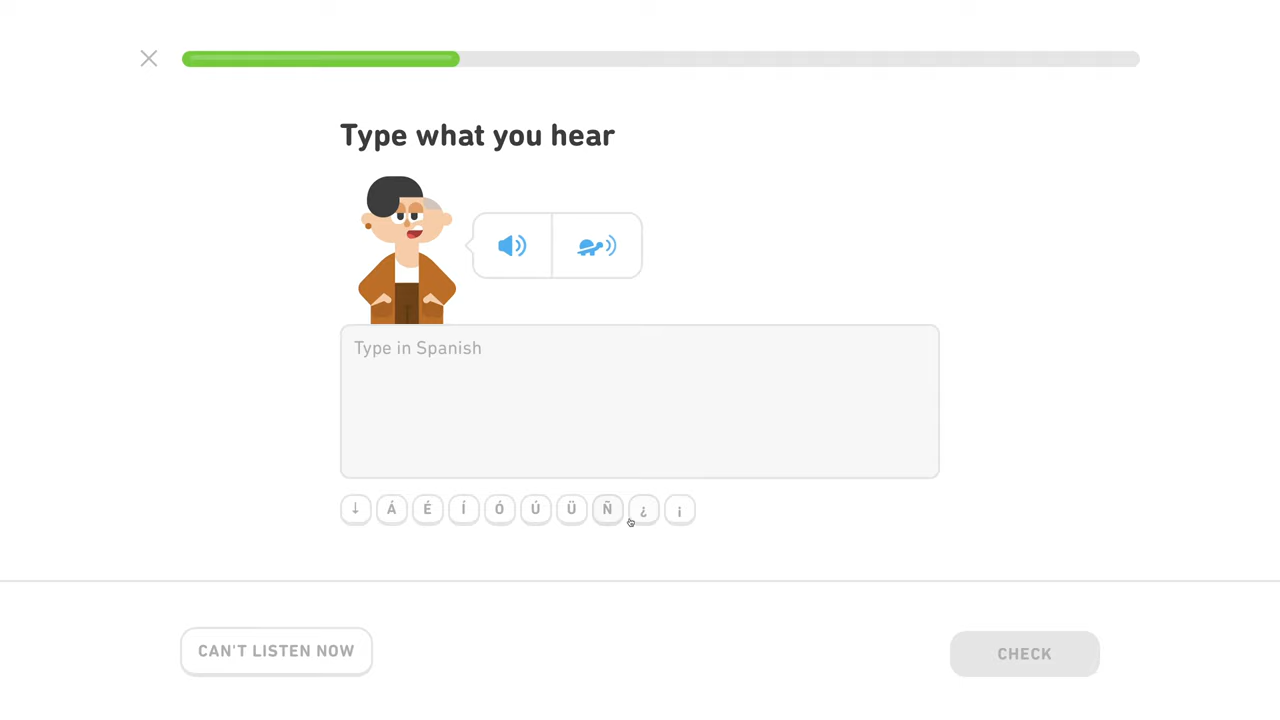 Type what you hear
Type in Spanish
↓ Á É Í Ó Ú Ü Ñ ¿ ¡
CAN'T LISTEN NOW
CHECK